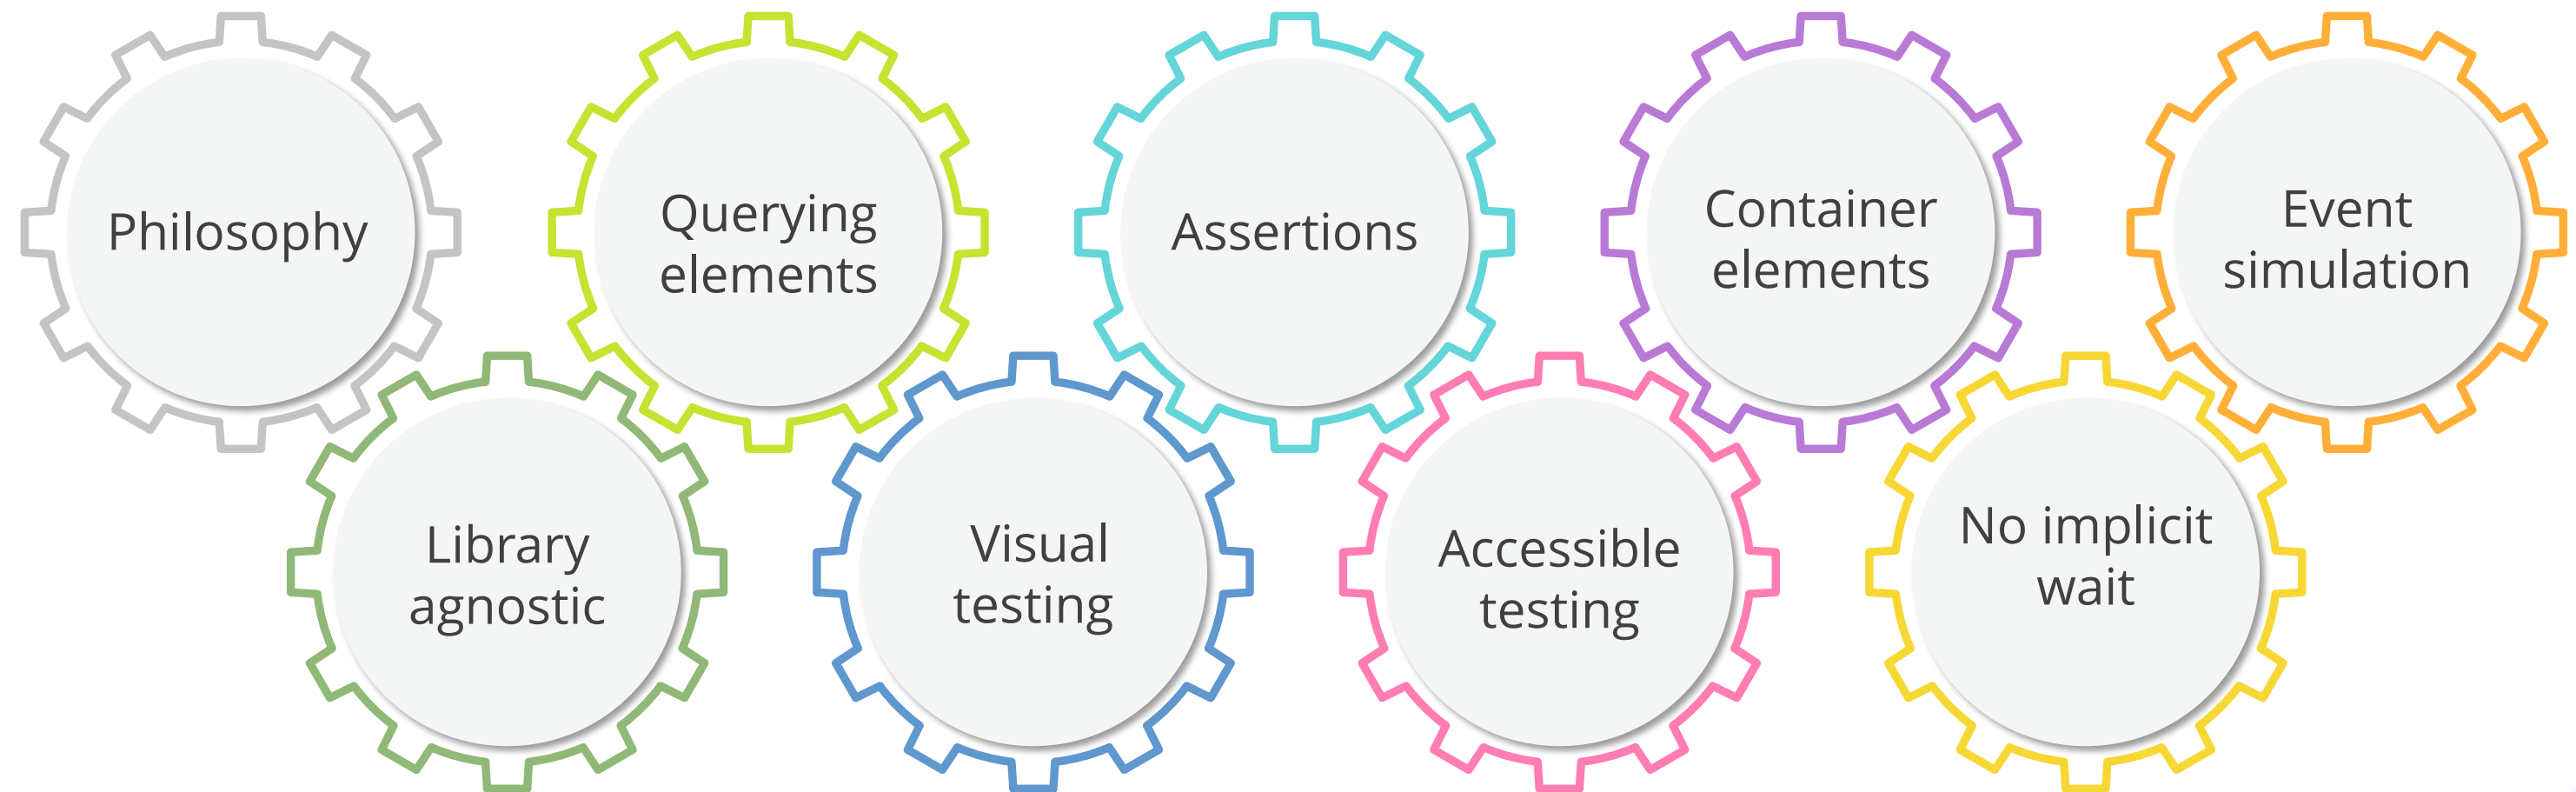 Philosophy
Querying
elements
Assertions
Container
elements
Event
simulation
Library
agnostic
Visual
testing
Accessible
testing
No implicit
wait